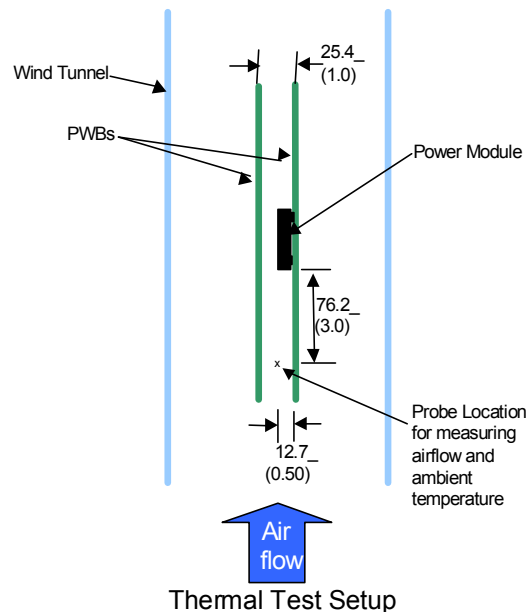 25.4_
(1.0)
Wind Tunnel
PWBs
Power Module
76.2_
(3.0)
x
Probe Location
for measuring
airflow and
ambient
temperature
12.7_
(0.50)
Air
flow
Thermal Test Setup